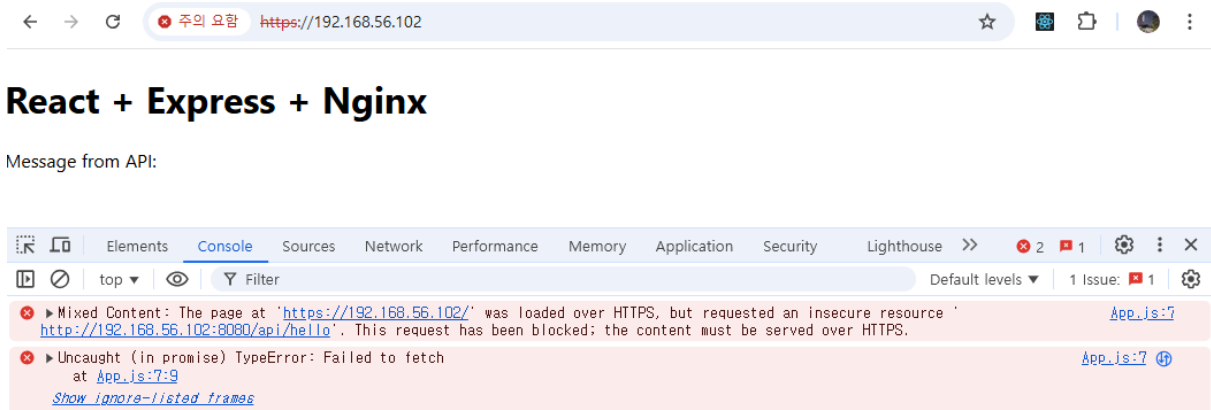 주의 요함 https://192.168.56.102
React + Express + Nginx
Message from API:
Elements Console Sources Network Performance Memory Application Security Lighthouse 2 1
top Filter Default levels 1 Issue: 1
Mixed Content: The page at 'https://192.168.56.102/' was loaded over HTTPS, but requested an insecure resource ' App.js:7
http://192.168.56.102:8080/api/hello'. This request has been blocked; the content must be served over HTTPS.
Uncaught (in promise) TypeError: Failed to fetch App.js:7
at App.js:7:9
Show ignore-listed frames